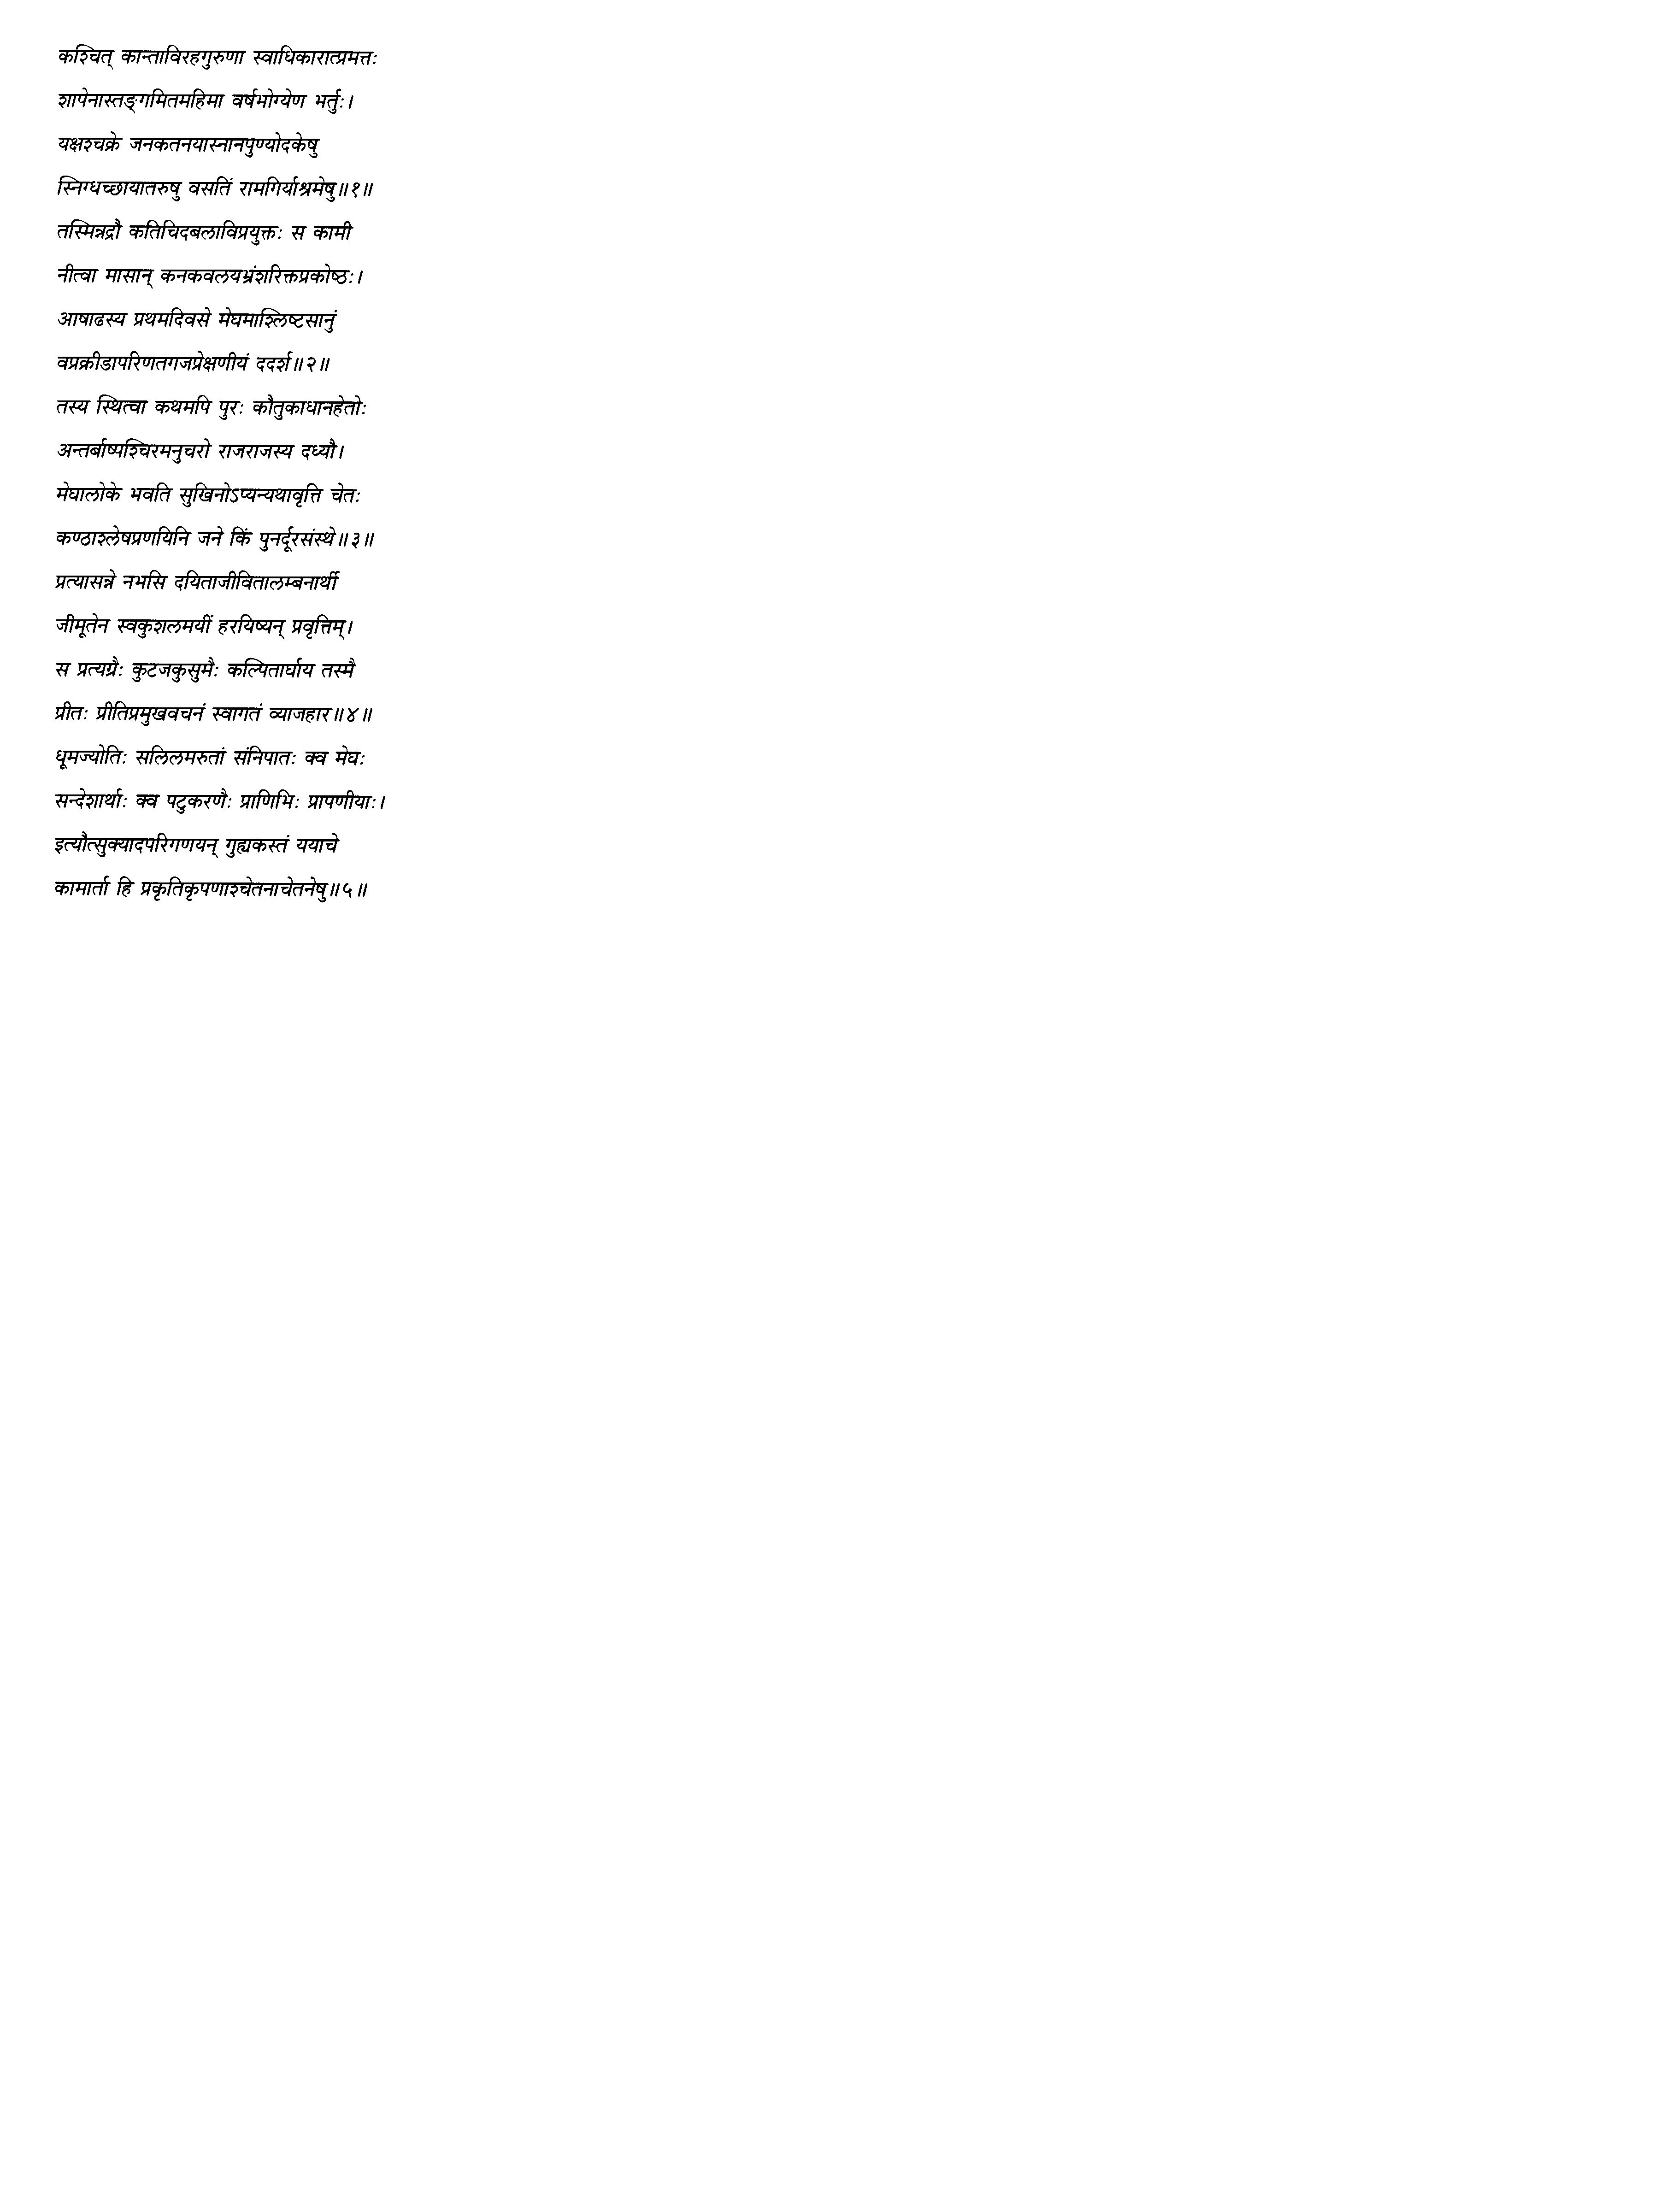 कश्चित् कान्ताविरहगुरुणा स्वाधिकारात्प्रमत्तः
शापेनास्तङ्गमितमहिमा वर्षभोग्येण भर्तुः।
यक्षश्चक्रे जनकतनयास्नानपुण्योदकेषु
स्निग्धच्छायातरुषु वसतिं रामगिर्याश्रमेषु॥१॥
तस्मिन्नद्रौ कतिचिदबलाविप्रयुक्तः स कामी
नीत्वा मासान् कनकवलयभ्रंशरिक्तप्रकोष्ठः।
आषाढस्य प्रथमदिवसे मेघमाश्लिष्टसानुं
वप्रक्रीडापरिणतगजप्रेक्षणीयं ददर्श॥२॥
तस्य स्थित्वा कथमपि पुरः कौतुकाधानहेतोः
अन्तर्बाष्पश्चिरमनुचरो राजराजस्य दध्यौ।
मेघालोके भवति सुखिनोऽप्यन्यथावृत्ति चेतः
कण्ठाश्लेषप्रणयिनि जने किं पुनर्दूरसंस्थे॥३॥
प्रत्यासन्ने नभसि दयिताजीवितालम्बनार्थी
जीमूतेन स्वकुशलमयीं हरयिष्यन् प्रवृत्तिम्।
स प्रत्यग्रैः कुटजकुसुमैः कल्पितार्घाय तस्मै
प्रीतः प्रीतिप्रमुखवचनं स्वागतं व्याजहार॥४॥
धूमज्योतिः सलिलमरुतां संनिपातः क्व मेघः
सन्देशार्थाः क्व पटुकरणैः प्राणिभिः प्रापणीयाः।
इत्यौत्सुक्यादपरिगणयन् गुह्यकस्तं ययाचे
कामार्ता हि प्रकृतिकृपणाश्चेतनाचेतनेषु॥५॥